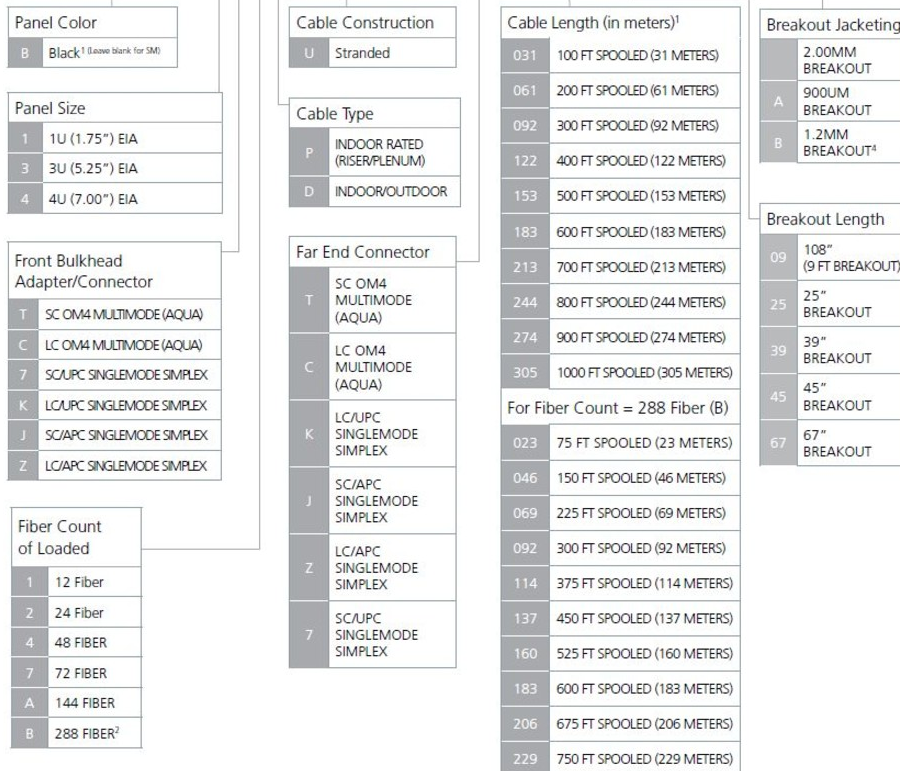 Panel Color
B Black¹ (Leave blank for SM)
Panel Size
1 1U (1.75”) EIA
3 3U (5.25”) EIA
4 4U (7.00”) EIA
Front Bulkhead
Adapter/Connector
T SC OM4 MULTIMODE (AQUA)
C LC OM4 MULTIMODE (AQUA)
7 SC/UPC SINGLEMODE SIMPLEX
K LC/UPC SINGLEMODE SIMPLEX
J SC/APC SINGLEMODE SIMPLEX
Z LC/APC SINGLEMODE SIMPLEX
Fiber Count
of Loaded
1 12 Fiber
2 24 Fiber
4 48 FIBER
7 72 FIBER
A 144 FIBER
B 288 FIBER²
Cable Construction
U Stranded
Cable Type
P INDOOR RATED
(RISER/PLENUM)
D INDOOR/OUTDOOR
Far End Connector
T SC OM4
MULTIMODE
(AQUA)
C LC OM4
MULTIMODE
(AQUA)
K LC/UPC
SINGLEMODE
SIMPLEX
J SC/APC
SINGLEMODE
SIMPLEX
Z LC/APC
SINGLEMODE
SIMPLEX
7 SC/UPC
SINGLEMODE
SIMPLEX
Cable Length (in meters)¹
031 100 FT SPOOLED (31 METERS)
061 200 FT SPOOLED (61 METERS)
092 300 FT SPOOLED (92 METERS)
122 400 FT SPOOLED (122 METERS)
153 500 FT SPOOLED (153 METERS)
183 600 FT SPOOLED (183 METERS)
213 700 FT SPOOLED (213 METERS)
244 800 FT SPOOLED (244 METERS)
274 900 FT SPOOLED (274 METERS)
305 1000 FT SPOOLED (305 METERS)
For Fiber Count = 288 Fiber (B)
023 75 FT SPOOLED (23 METERS)
046 150 FT SPOOLED (46 METERS)
069 225 FT SPOOLED (69 METERS)
092 300 FT SPOOLED (92 METERS)
114 375 FT SPOOLED (114 METERS)
137 450 FT SPOOLED (137 METERS)
160 525 FT SPOOLED (160 METERS)
183 600 FT SPOOLED (183 METERS)
206 675 FT SPOOLED (206 METERS)
229 750 FT SPOOLED (229 METERS)
Breakout Jacketing
2.00MM
BREAKOUT
A 900UM
BREAKOUT
B 1.2MM
BREAKOUT⁴
Breakout Length
09 108”
(9 FT BREAKOUT)
25 25”
BREAKOUT
39 39”
BREAKOUT
45 45”
BREAKOUT
67 67”
BREAKOUT